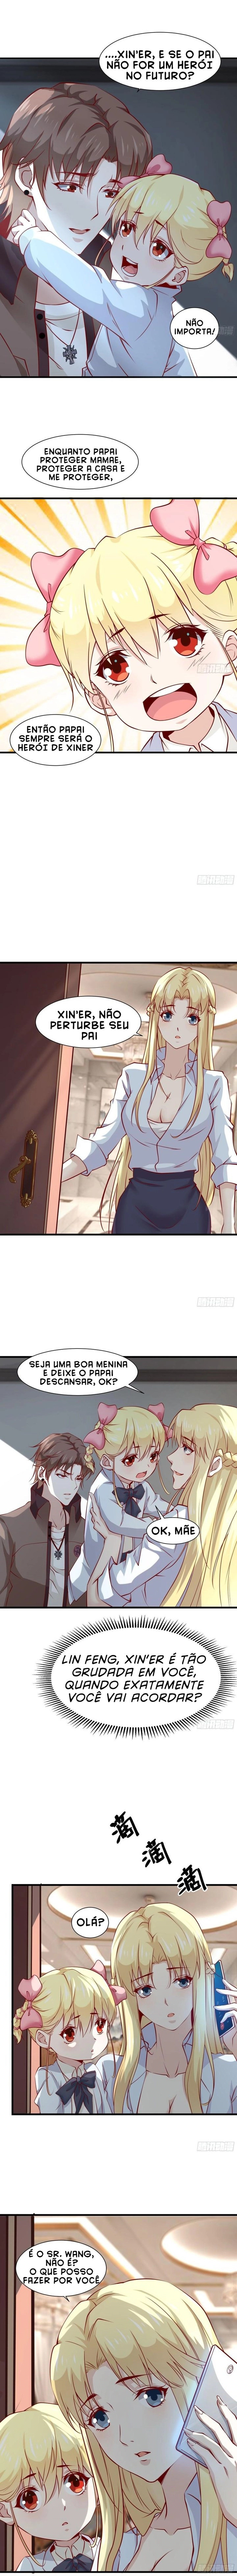 ....XIN'ER, E SE O PAI
NÃO FOR UM HERÓI
NO FUTURO?
NÃO
IMPORTA!
ENQUANTO PAPAI
PROTEGER MAMAE,
PROTEGER A CASA E
ME PROTEGER,
ENTÃO PAPAI
SEMPRE SERÁ O
HERÓI DE XINER
XIN'ER, NÃO
PERTURBE SEU
PAI
SEJA UMA BOA MENINA
E DEIXE O PAPAI
DESCANSAR, OK?
OK, MÃE
LIN FENG, XIN'ER É TÃO
GRUDADA EM VOCÊ,
QUANDO EXATAMENTE
VOCÊ VAI ACORDAR?
滴
滴
滴
OLÁ?
É O SR. WANG,
NÃO É?
O QUE POSSO
FAZER POR VOCÊ